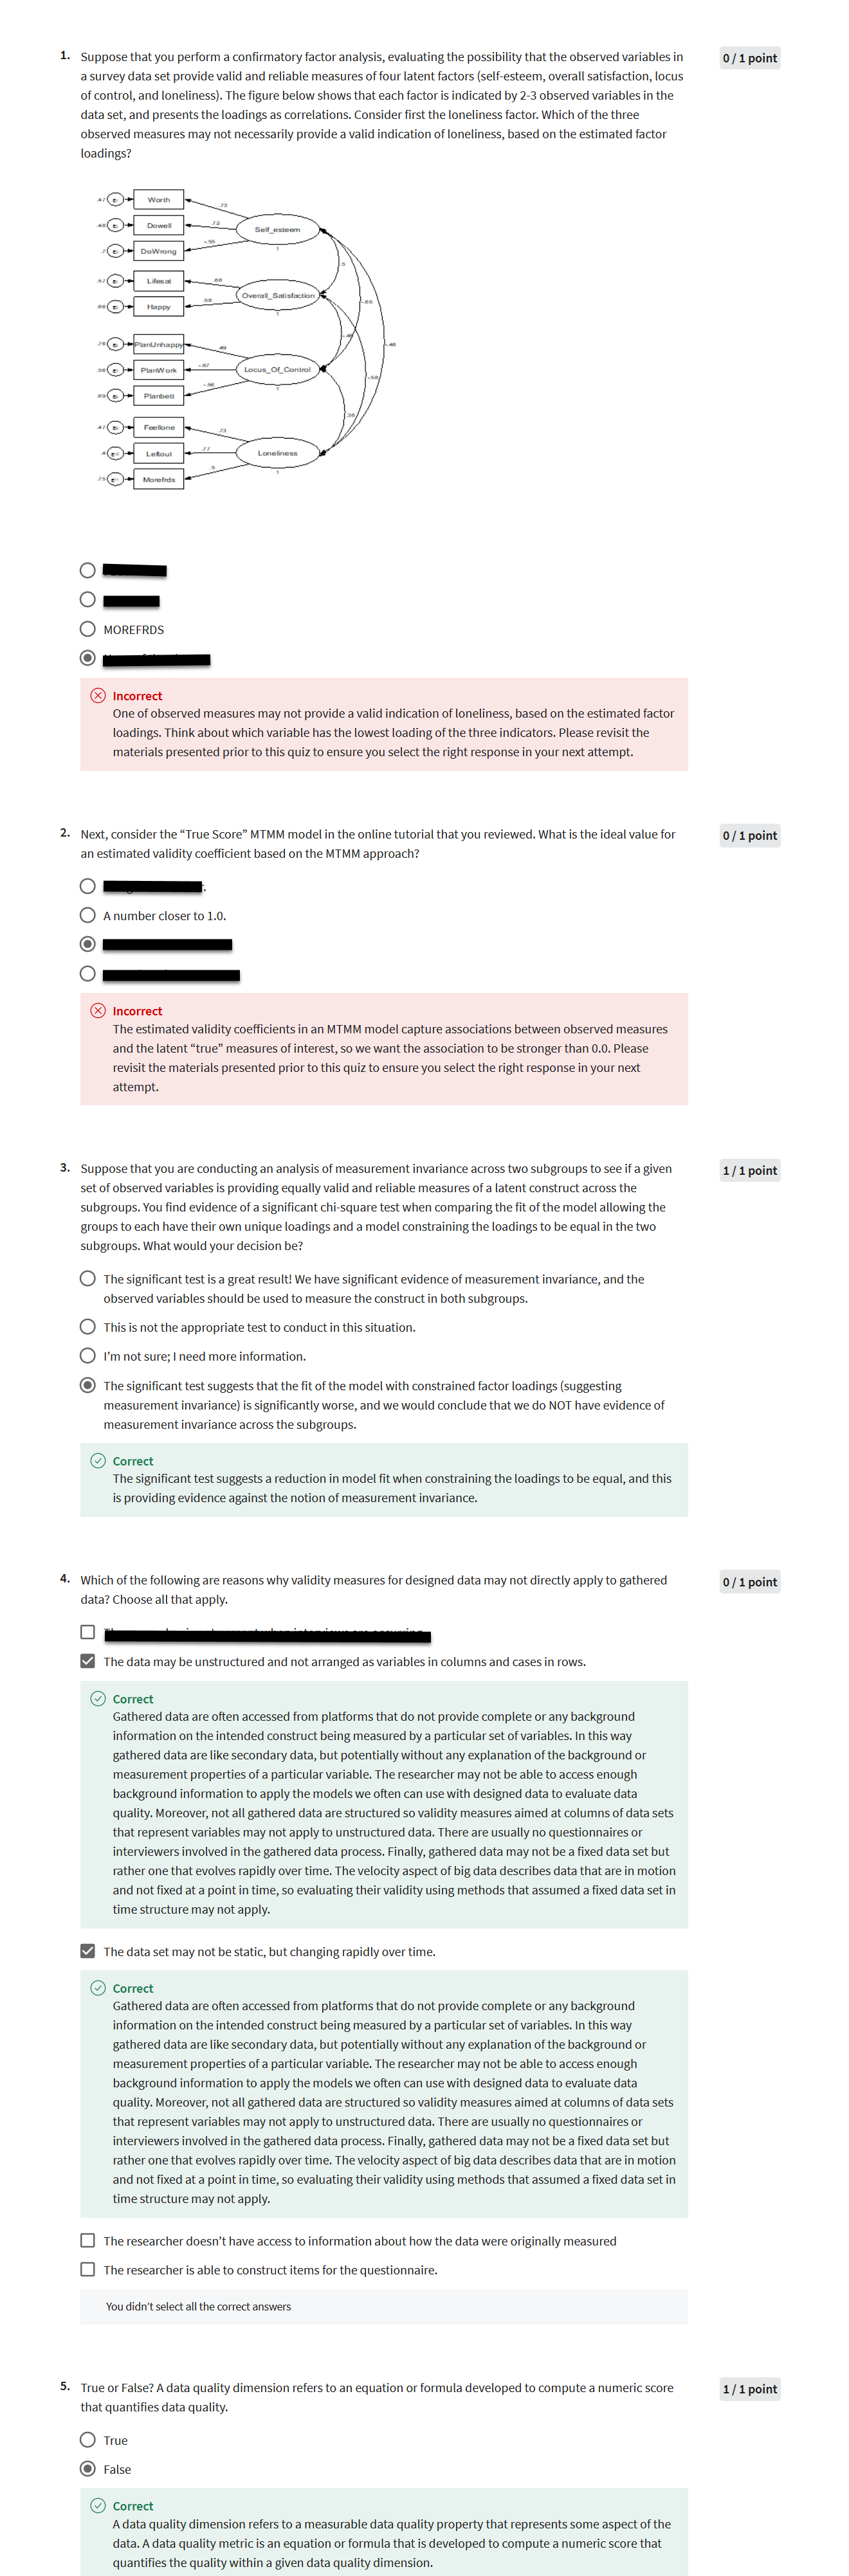 1. Suppose that you perform a confirmatory factor analysis, evaluating the possibility that the observed variables in
a survey data set provide valid and reliable measures of four latent factors (self-esteem, overall satisfaction, locus
of control, and loneliness). The figure below shows that each factor is indicated by 2-3 observed variables in the
data set, and presents the loadings as correlations. Consider first the loneliness factor. Which of the three
observed measures may not necessarily provide a valid indication of loneliness, based on the estimated factor
loadings?
0 / 1 point
.47 Worth .73
Dowell .72 Self_esteem
.7 DoWrong -.55 1
.5
.57 Lifesat .66
Overall_Satisfaction -.65
Happy .58 1
-.46 -.48
.76 PlanUnhappy .49
PlanWork -.67 Locus_Of_Control -.58
Planbett -.56 1
.36
.47 Feellone .73
.4 Leftout .77 Loneliness
.75 Morefrds .5 1
MOREFRDS
Incorrect
One of observed measures may not provide a valid indication of loneliness, based on the estimated factor
loadings. Think about which variable has the lowest loading of the three indicators. Please revisit the
materials presented prior to this quiz to ensure you select the right response in your next attempt.
2. Next, consider the “True Score” MTMM model in the online tutorial that you reviewed. What is the ideal value for
an estimated validity coefficient based on the MTMM approach?
0 / 1 point
A number closer to 1.0.
Incorrect
The estimated validity coefficients in an MTMM model capture associations between observed measures
and the latent “true” measures of interest, so we want the association to be stronger than 0.0. Please
revisit the materials presented prior to this quiz to ensure you select the right response in your next
attempt.
3. Suppose that you are conducting an analysis of measurement invariance across two subgroups to see if a given
set of observed variables is providing equally valid and reliable measures of a latent construct across the
subgroups. You find evidence of a significant chi-square test when comparing the fit of the model allowing the
groups to each have their own unique loadings and a model constraining the loadings to be equal in the two
subgroups. What would your decision be?
1 / 1 point
The significant test is a great result! We have significant evidence of measurement invariance, and the
observed variables should be used to measure the construct in both subgroups.
This is not the appropriate test to conduct in this situation.
I’m not sure; I need more information.
The significant test suggests that the fit of the model with constrained factor loadings (suggesting
measurement invariance) is significantly worse, and we would conclude that we do NOT have evidence of
measurement invariance across the subgroups.
Correct
The significant test suggests a reduction in model fit when constraining the loadings to be equal, and this
is providing evidence against the notion of measurement invariance.
4. Which of the following are reasons why validity measures for designed data may not directly apply to gathered
data? Choose all that apply.
0 / 1 point
The data may be unstructured and not arranged as variables in columns and cases in rows.
Correct
Gathered data are often accessed from platforms that do not provide complete or any background
information on the intended construct being measured by a particular set of variables. In this way
gathered data are like secondary data, but potentially without any explanation of the background or
measurement properties of a particular variable. The researcher may not be able to access enough
background information to apply the models we often can use with designed data to evaluate data
quality. Moreover, not all gathered data are structured so validity measures aimed at columns of data sets
that represent variables may not apply to unstructured data. There are usually no questionnaires or
interviewers involved in the gathered data process. Finally, gathered data may not be a fixed data set but
rather one that evolves rapidly over time. The velocity aspect of big data describes data that are in motion
and not fixed at a point in time, so evaluating their validity using methods that assumed a fixed data set in
time structure may not apply.
The data set may not be static, but changing rapidly over time.
Correct
Gathered data are often accessed from platforms that do not provide complete or any background
information on the intended construct being measured by a particular set of variables. In this way
gathered data are like secondary data, but potentially without any explanation of the background or
measurement properties of a particular variable. The researcher may not be able to access enough
background information to apply the models we often can use with designed data to evaluate data
quality. Moreover, not all gathered data are structured so validity measures aimed at columns of data sets
that represent variables may not apply to unstructured data. There are usually no questionnaires or
interviewers involved in the gathered data process. Finally, gathered data may not be a fixed data set but
rather one that evolves rapidly over time. The velocity aspect of big data describes data that are in motion
and not fixed at a point in time, so evaluating their validity using methods that assumed a fixed data set in
time structure may not apply.
The researcher doesn’t have access to information about how the data were originally measured
The researcher is able to construct items for the questionnaire.
You didn’t select all the correct answers
5. True or False? A data quality dimension refers to an equation or formula developed to compute a numeric score
that quantifies data quality.
1 / 1 point
True
False
Correct
A data quality dimension refers to a measurable data quality property that represents some aspect of the
data. A data quality metric is an equation or formula that is developed to compute a numeric score that
quantifies the quality within a given data quality dimension.